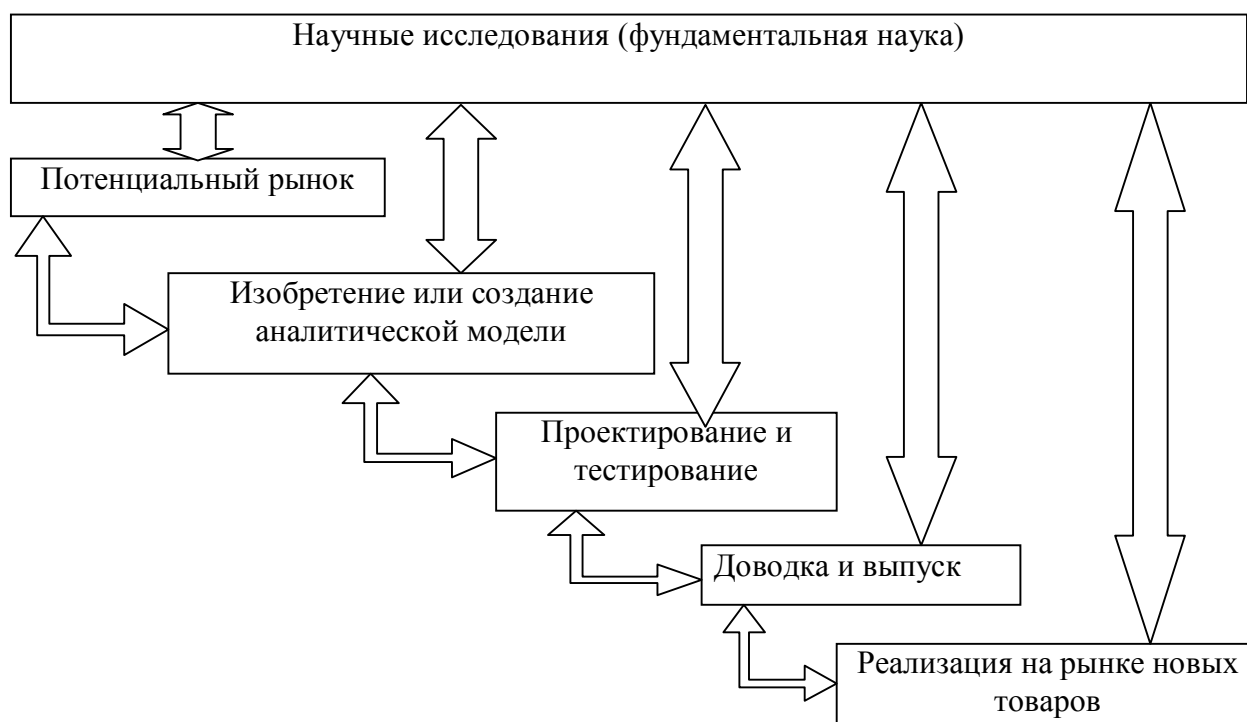 Научные исследования (фундаментальная наука)
Потенциальный рынок
Изобретение или создание
аналитической модели
Проектирование и
тестирование
Доводка и выпуск
Реализация на рынке новых
товаров